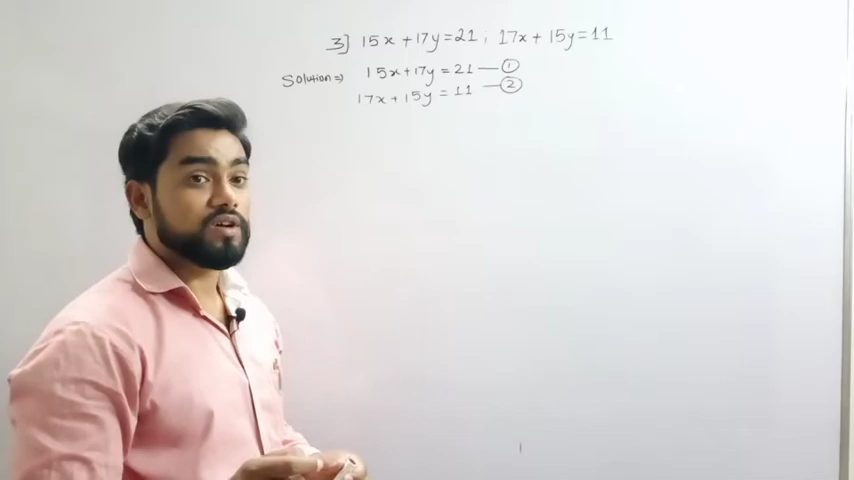 3] 15x + 17y = 21 ; 17x + 15y = 11
Solution ⇒ 15x + 17y = 21 — ①
17x + 15y = 11 — ②